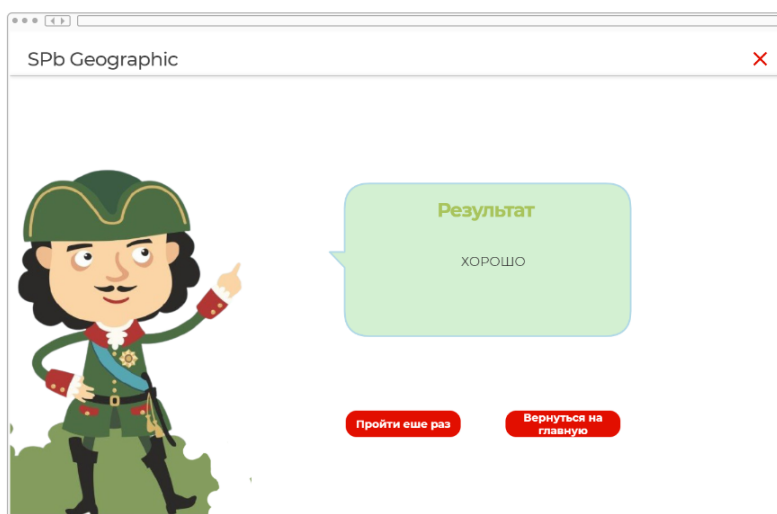 SPb Geographic
Результат
ХОРОШО
Пройти еше раз
Вернуться на
главную